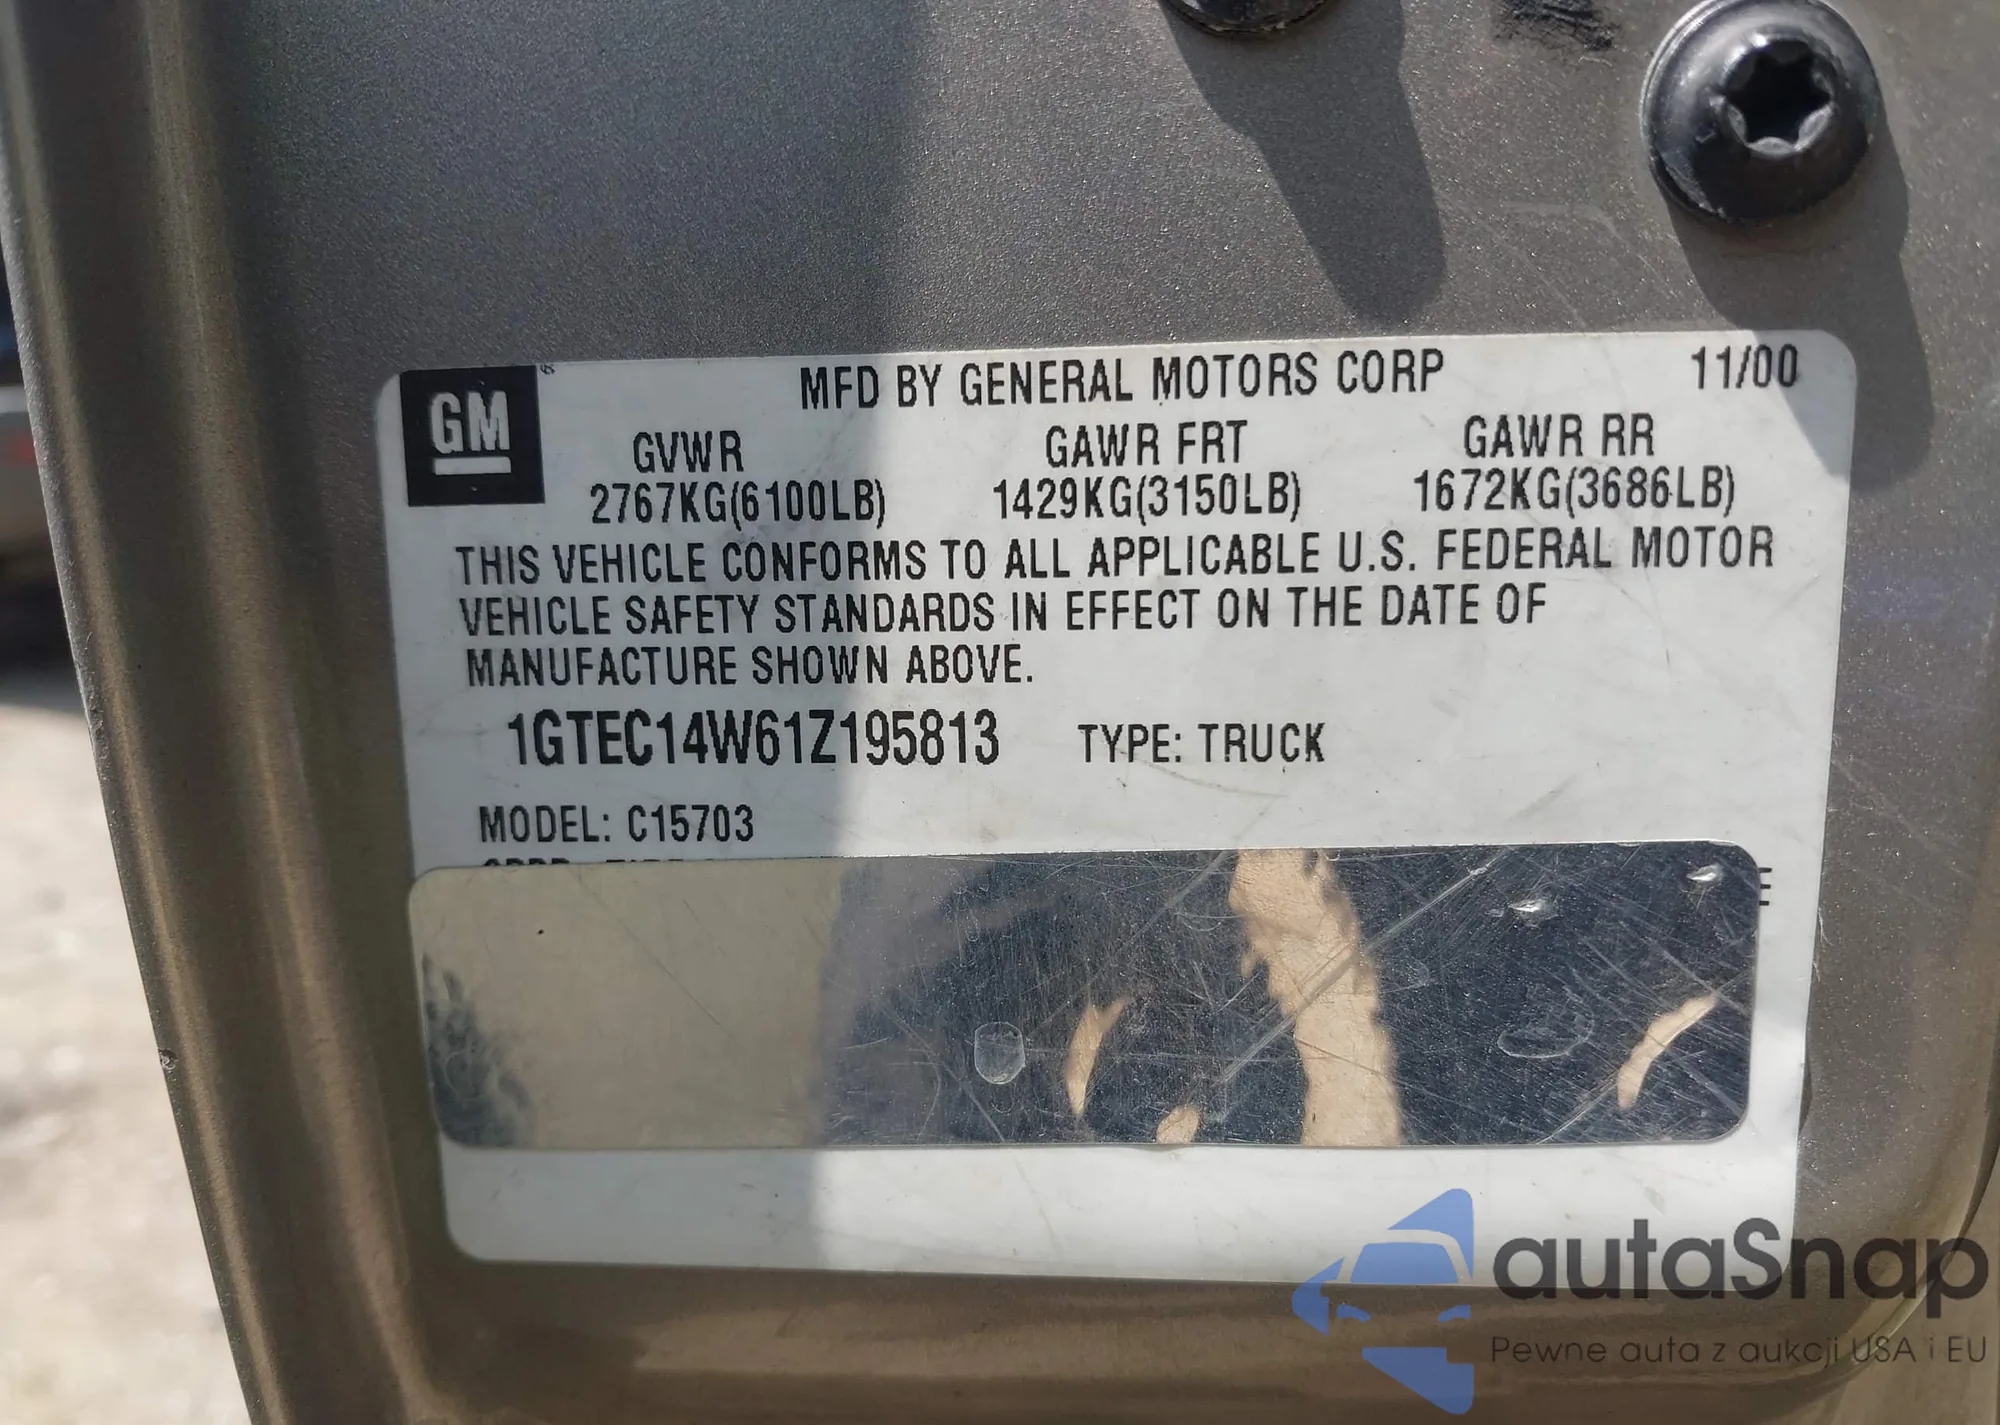 GM
MFD BY GENERAL MOTORS CORP 11/00
GVWR GAWR FRT GAWR RR
2767KG(6100LB) 1429KG(3150LB) 1672KG(3686LB)
THIS VEHICLE CONFORMS TO ALL APPLICABLE U.S. FEDERAL MOTOR
VEHICLE SAFETY STANDARDS IN EFFECT ON THE DATE OF
MANUFACTURE SHOWN ABOVE.
1GTEC14W61Z195813 TYPE: TRUCK
MODEL: C15703
E
autaSnap
Pewne auta z aukcji USA i EU